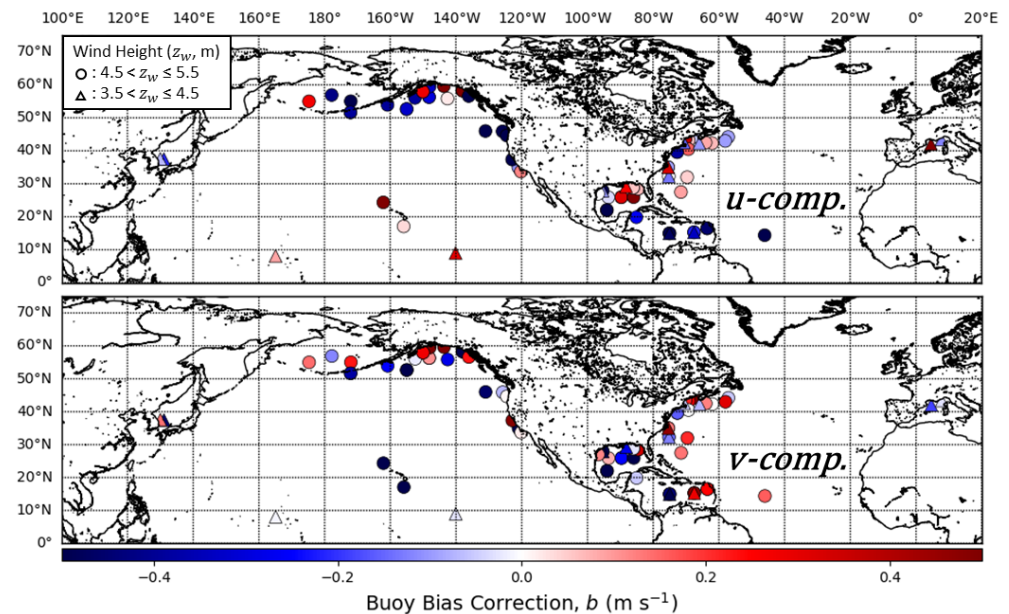 100°E 120°E 140°E 160°E 180° 160°W 140°W 120°W 100°W 80°W 60°W 40°W 20°W 0° 20°E
Wind Height (z_w, m)
○ : 4.5 < z_w ≤ 5.5
△ : 3.5 < z_w ≤ 4.5
70°N
60°N
50°N
40°N
30°N
20°N
10°N
0°
u-comp.
70°N
60°N
50°N
40°N
30°N
20°N
10°N
0°
v-comp.
−0.4 −0.2 0.0 0.2 0.4
Buoy Bias Correction, b (m s⁻¹)